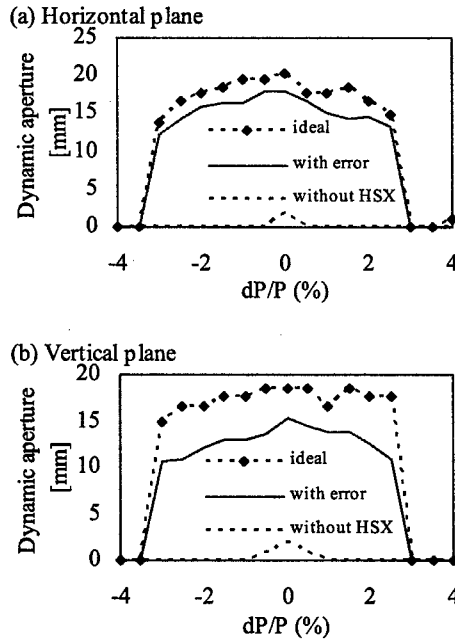 (a) Horizontal plane
25
20
15
10
5
0
Dynamic aperture
[mm]
ideal
with error
without HSX
-4
-2
0
2
4
dP/P (%)
(b) Vertical plane
20
15
10
5
0
Dynamic aperture
[mm]
ideal
with error
without HSX
-4
-2
0
2
4
dP/P (%)